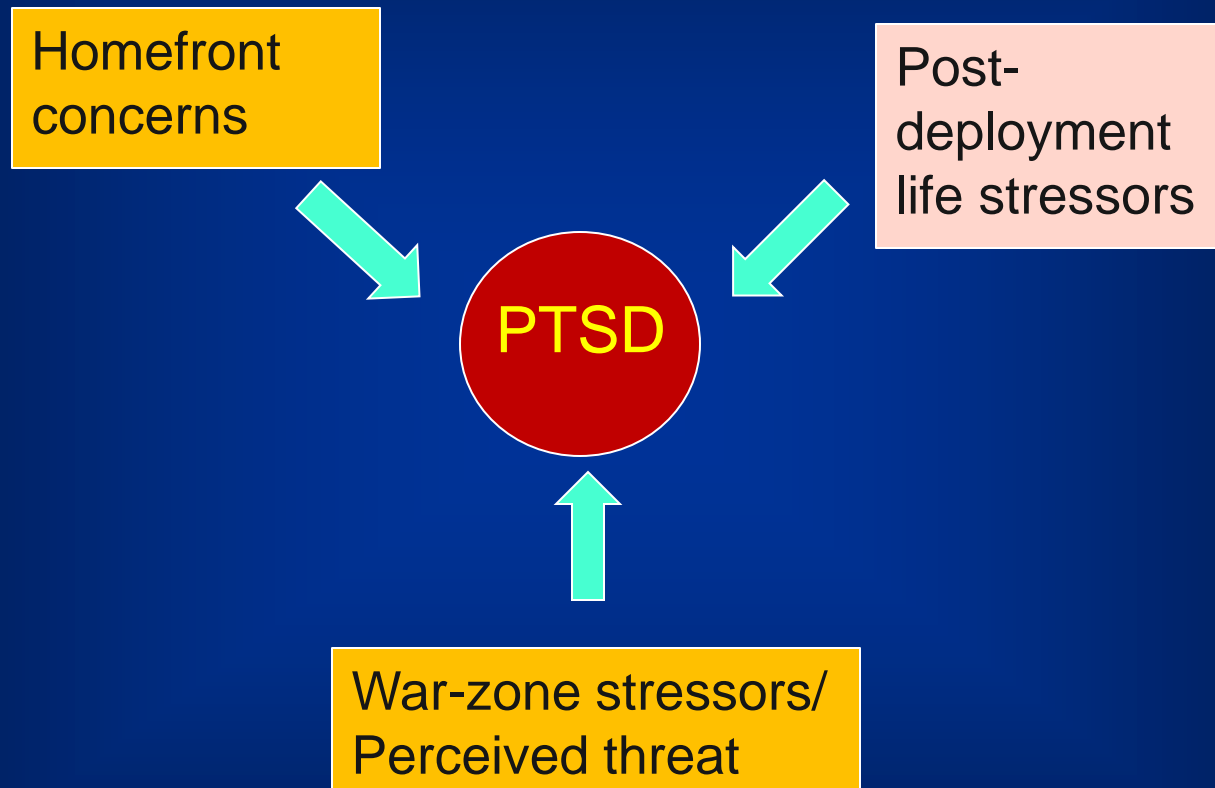 Homefront
concerns
Post-
deployment
life stressors
PTSD
War-zone stressors/
Perceived threat